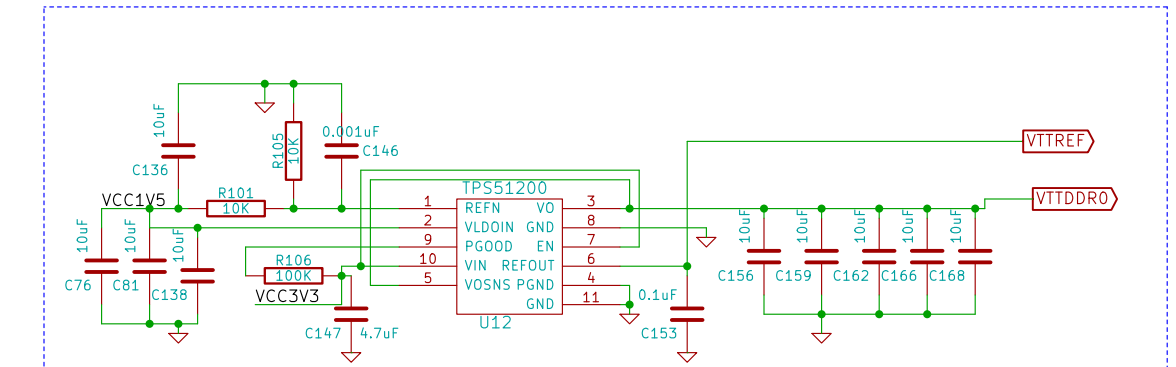 10uF
C136
R105
10K
0.001uF
C146
VTTREF
VCC1V5
R101
10K
VTTDDR0
TPS51200
1 REFN VO 3
2 VLDOIN GND 8
9 PGOOD EN 7
10 VIN REFOUT 6
5 VOSNS PGND 4
GND 11
U12
10uF
C76
10uF
C81
10uF
C138
R106
100K
VCC3V3
C147 4.7uF
0.1uF
C153
10uF
C156
10uF
C159
10uF
C162
10uF
C166
10uF
C168